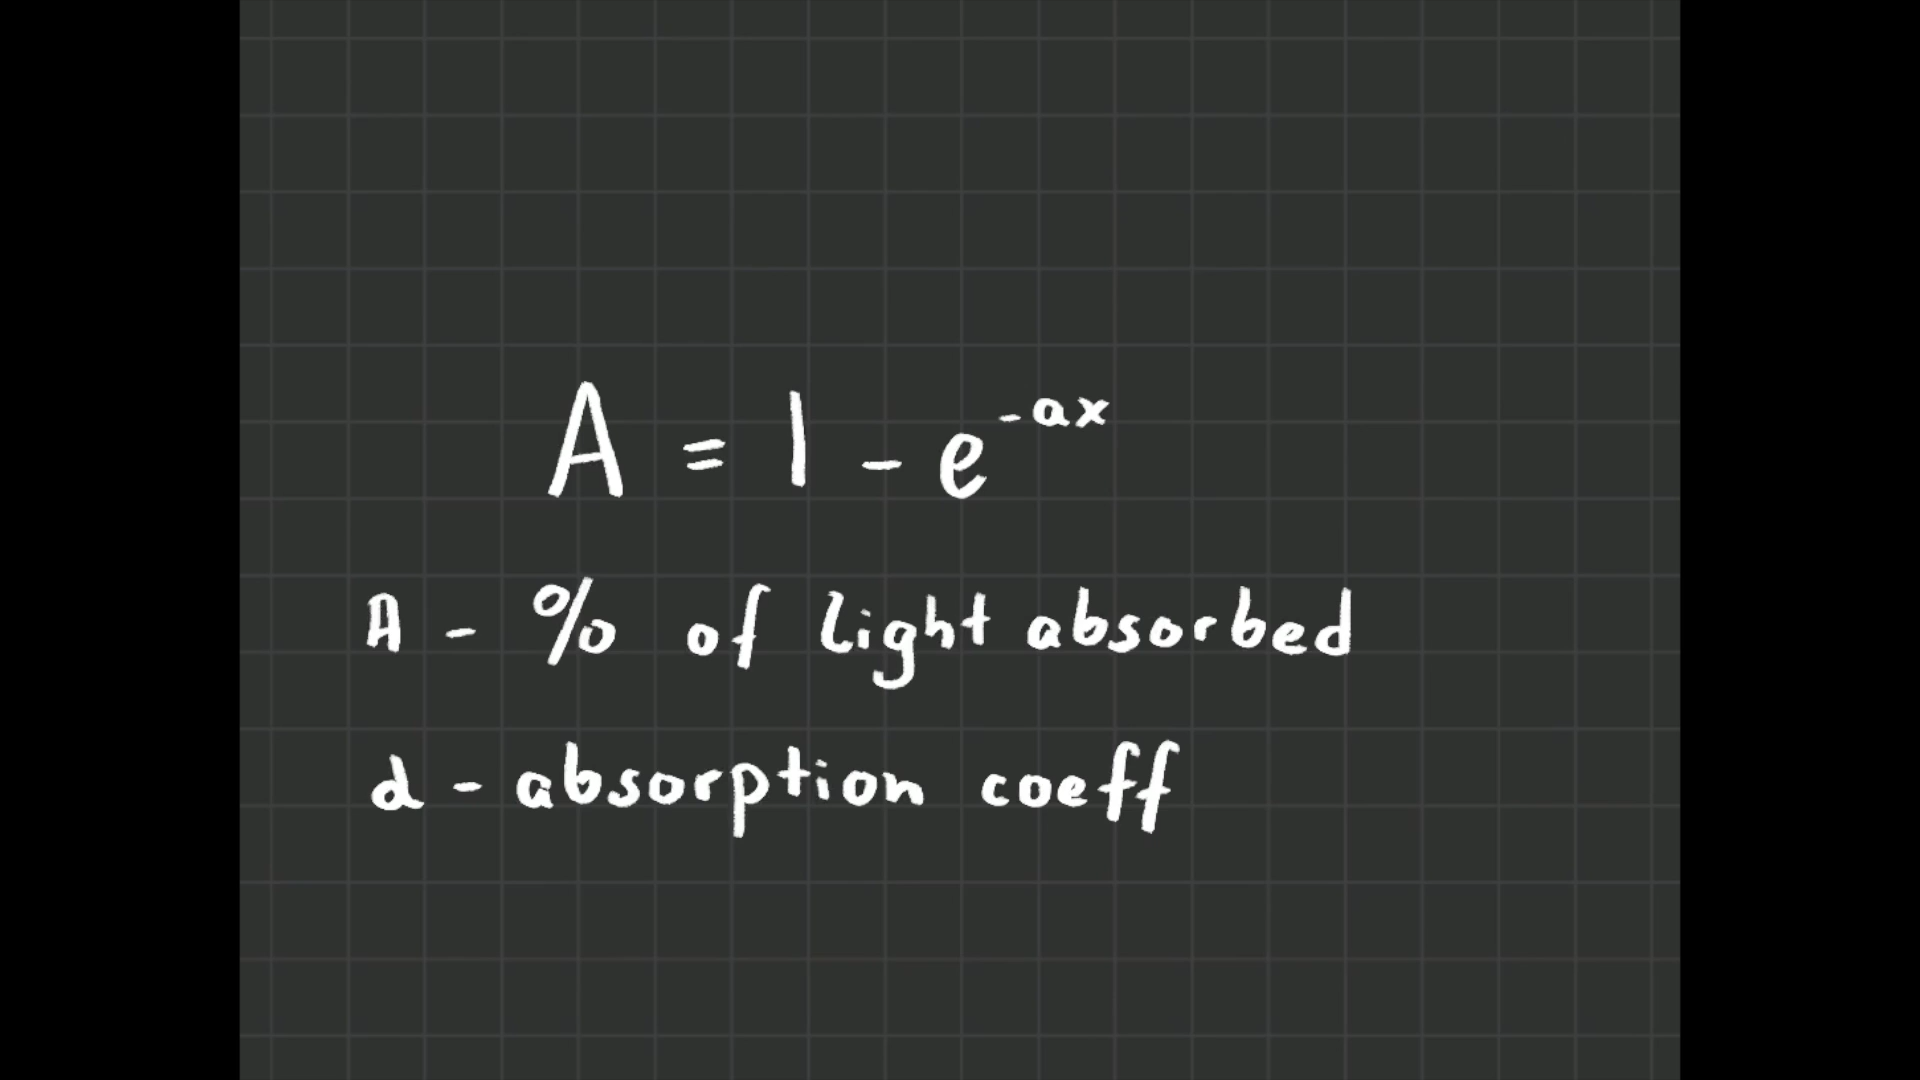 A = 1 - e^-ax
A - % of light absorbed
d - absorption coeff